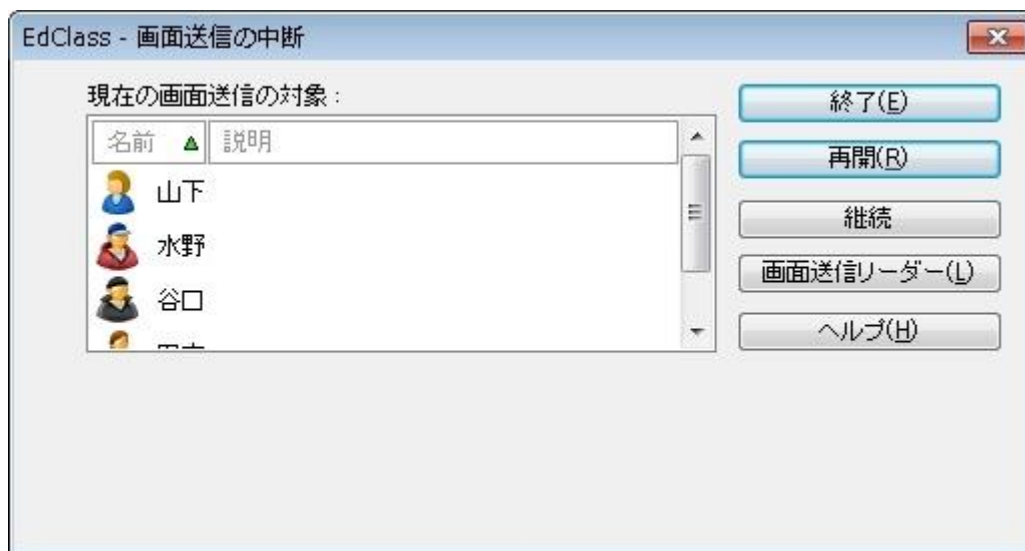 EdClass - 画面送信の中断
現在の画面送信の対象：
名前 説明
山下
水野
谷口
終了(E)
再開(R)
継続
画面送信リーダー(L)
ヘルプ(H)